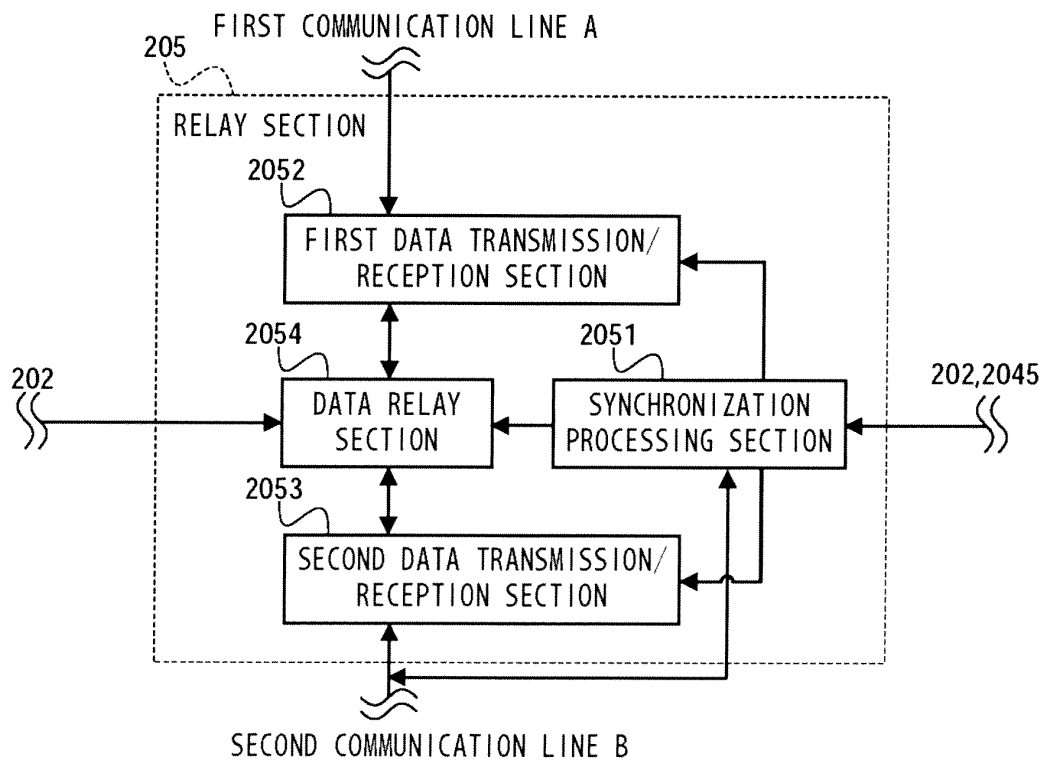 FIRST COMMUNICATION LINE A
205
RELAY SECTION
2052
FIRST DATA TRANSMISSION/
RECEPTION SECTION
2054
2051
202
DATA RELAY
SECTION
SYNCHRONIZATION
PROCESSING SECTION
202,2045
2053
SECOND DATA TRANSMISSION/
RECEPTION SECTION
SECOND COMMUNICATION LINE B